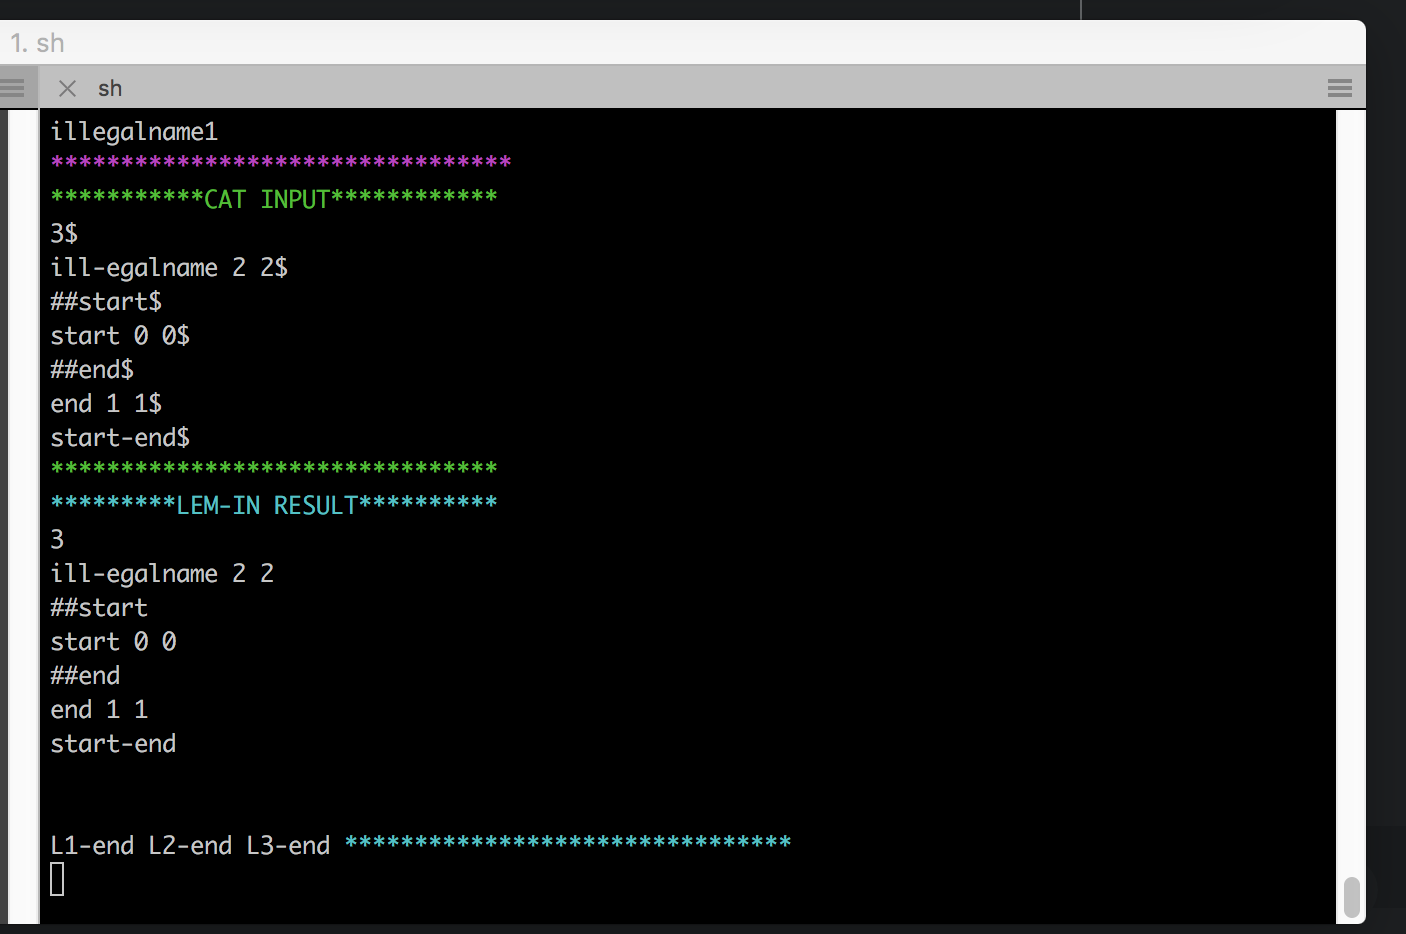 1. sh
sh
illegalname1
*********************************
***********CAT INPUT************
3$
ill-egalname 2 2$
##start$
start 0 0$
##end$
end 1 1$
start-end$
********************************
*********LEM-IN RESULT**********
3
ill-egalname 2 2
##start
start 0 0
##end
end 1 1
start-end
L1-end L2-end L3-end ********************************